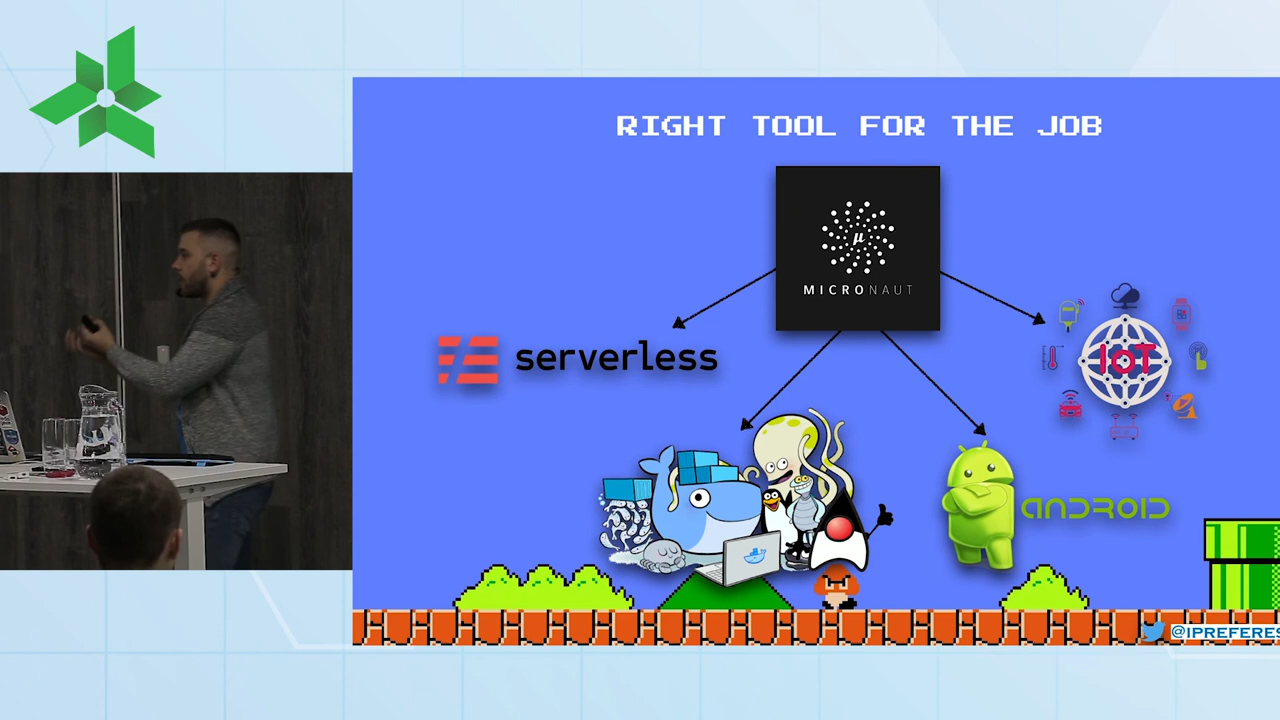 RIGHT TOOL FOR THE JOB
μ
MICRONAUT
serverless
IoT
ANDROID
@IPREFERES